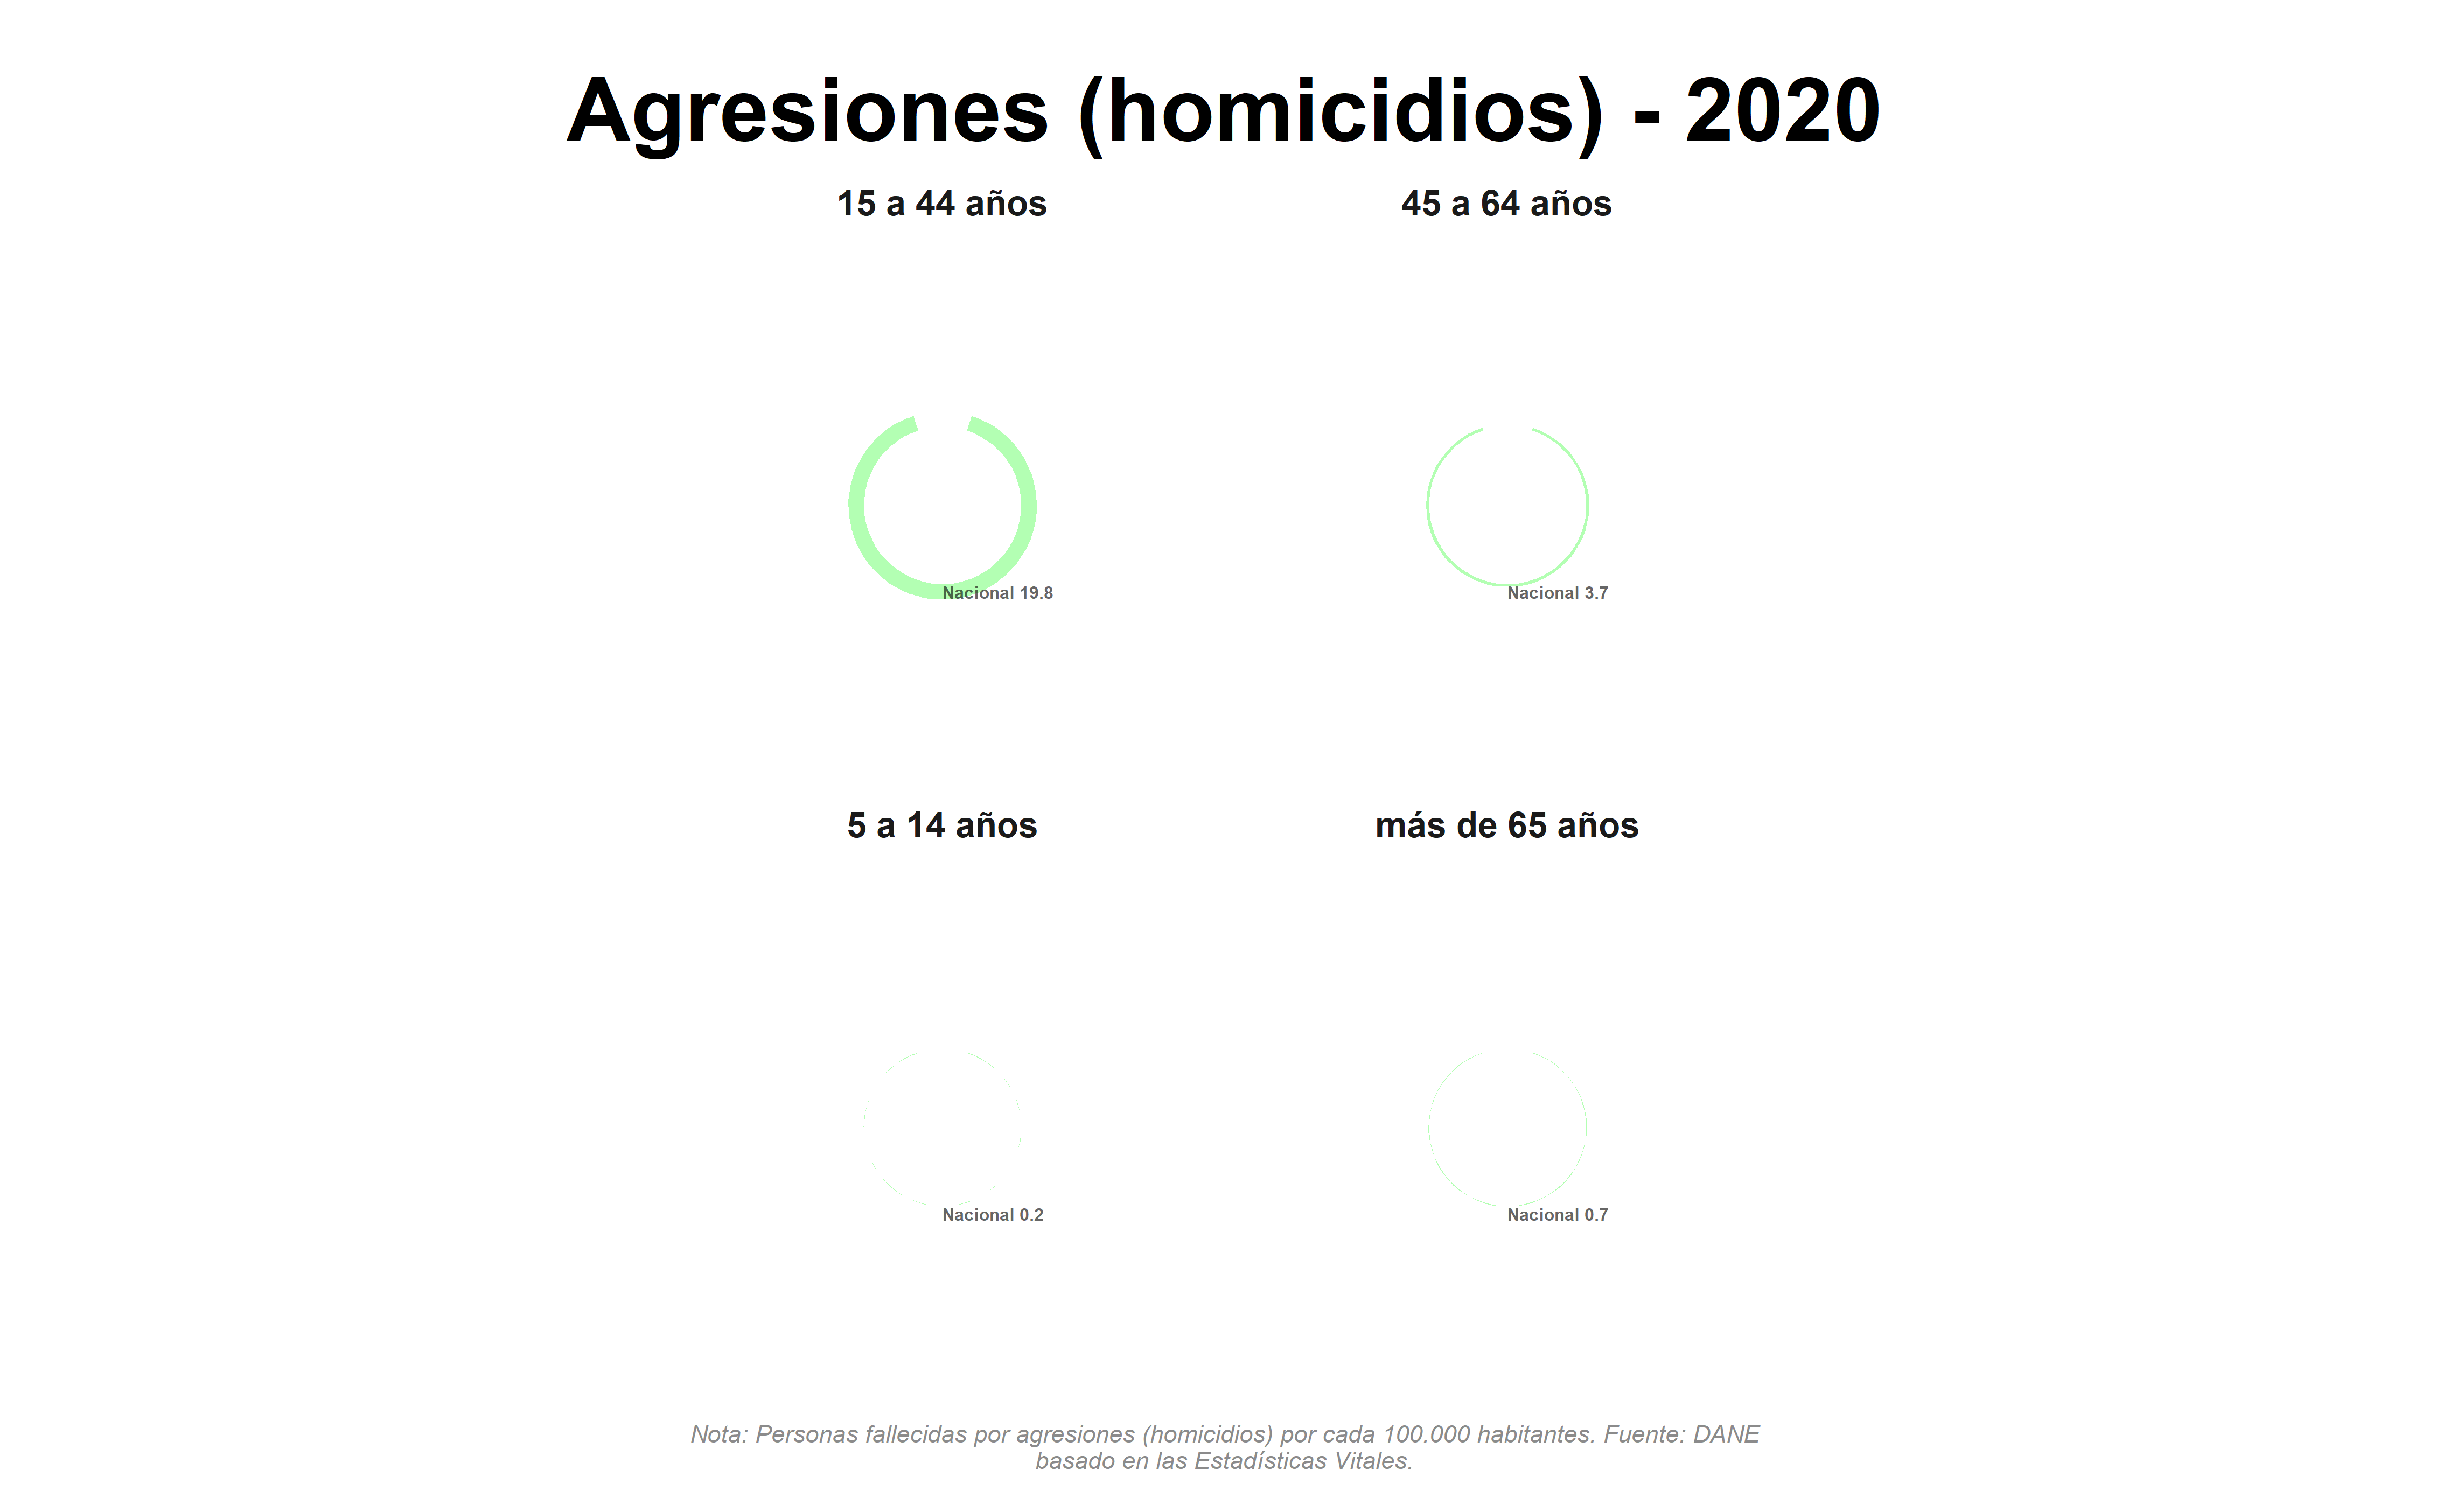 Agresiones (homicidios) - 2020
15 a 44 años
45 a 64 años
Nacional 19.8
Nacional 3.7
5 a 14 años
más de 65 años
Nacional 0.2
Nacional 0.7
Nota: Personas fallecidas por agresiones (homicidios) por cada 100.000 habitantes. Fuente: DANE
basado en las Estadísticas Vitales.